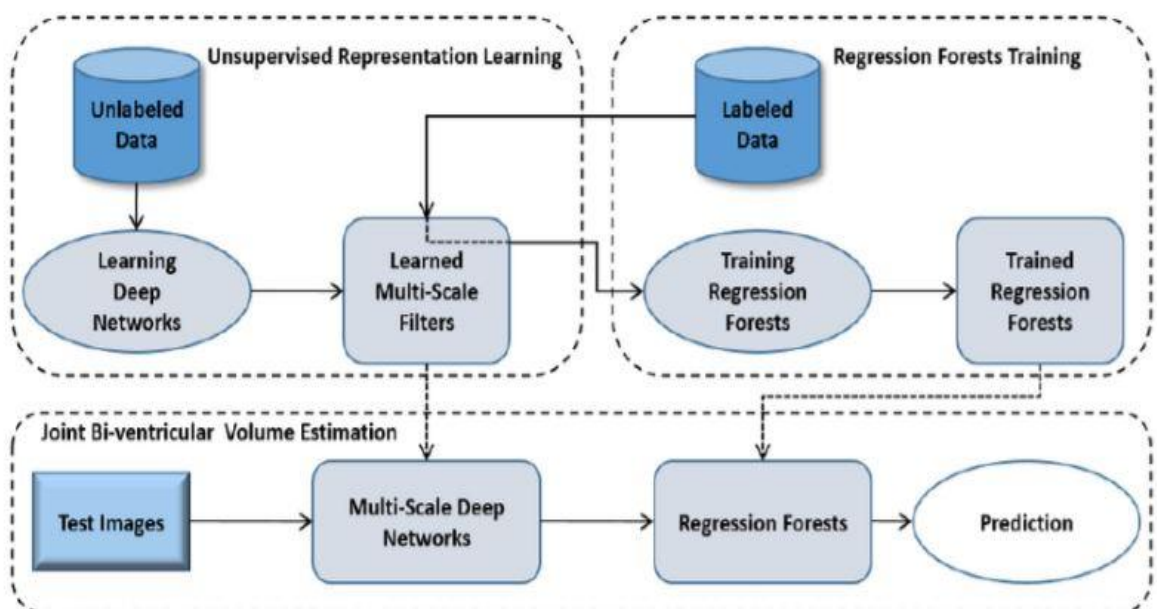 Unsupervised Representation Learning
Regression Forests Training
Unlabeled
Data
Labeled
Data
Learning
Deep
Networks
Learned
Multi-Scale
Filters
Training
Regression
Forests
Trained
Regression
Forests
Joint Bi-ventricular Volume Estimation
Test Images
Multi-Scale Deep
Networks
Regression Forests
Prediction